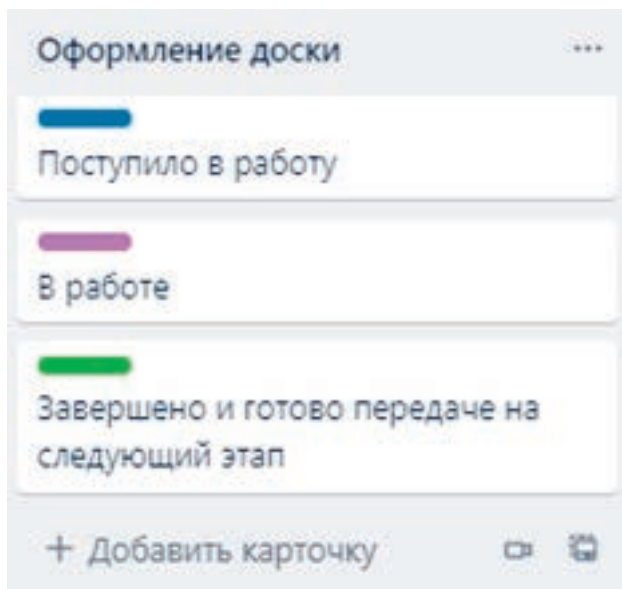 Оформление доски
Поступило в работу
В работе
Завершено и готово передаче на
следующий этап
+ Добавить карточку